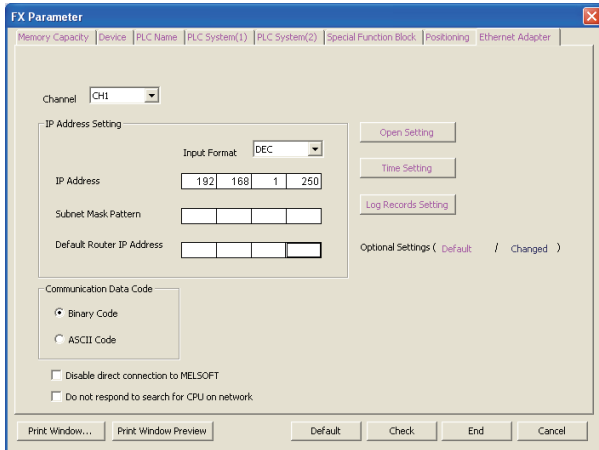 FX Parameter
Memory Capacity Device PLC Name PLC System(1) PLC System(2) Special Function Block Positioning Ethernet Adapter
Channel CH1
IP Address Setting
Input Format DEC
IP Address 192 168 1 250
Subnet Mask Pattern
Default Router IP Address
Open Setting
Time Setting
Log Records Setting
Optional Settings ( Default / Changed )
Communication Data Code
Binary Code
ASCII Code
Disable direct connection to MELSOFT
Do not respond to search for CPU on network
Print Window... Print Window Preview Default Check End Cancel